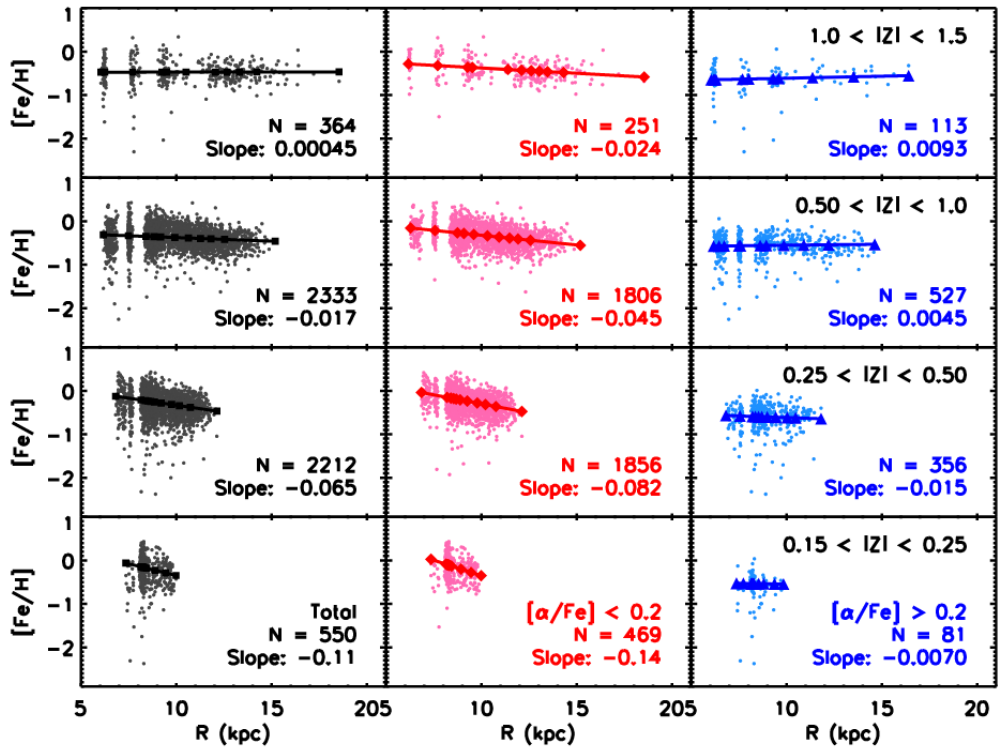 1
0
−1
−2
[Fe/H]
N = 364
Slope: 0.00045
N = 251
Slope: −0.024
1.0 < |Z| < 1.5
N = 113
Slope: 0.0093
1
0
−1
−2
[Fe/H]
N = 2333
Slope: −0.017
N = 1806
Slope: −0.045
0.50 < |Z| < 1.0
N = 527
Slope: 0.0045
1
0
−1
−2
[Fe/H]
N = 2212
Slope: −0.065
N = 1856
Slope: −0.082
0.25 < |Z| < 0.50
N = 356
Slope: −0.015
1
0
−1
−2
[Fe/H]
Total
N = 550
Slope: −0.11
[α/Fe] < 0.2
N = 469
Slope: −0.14
0.15 < |Z| < 0.25
[α/Fe] > 0.2
N = 81
Slope: −0.0070
5 10 205 10 205 10 15 20
R (kpc) R (kpc) R (kpc)